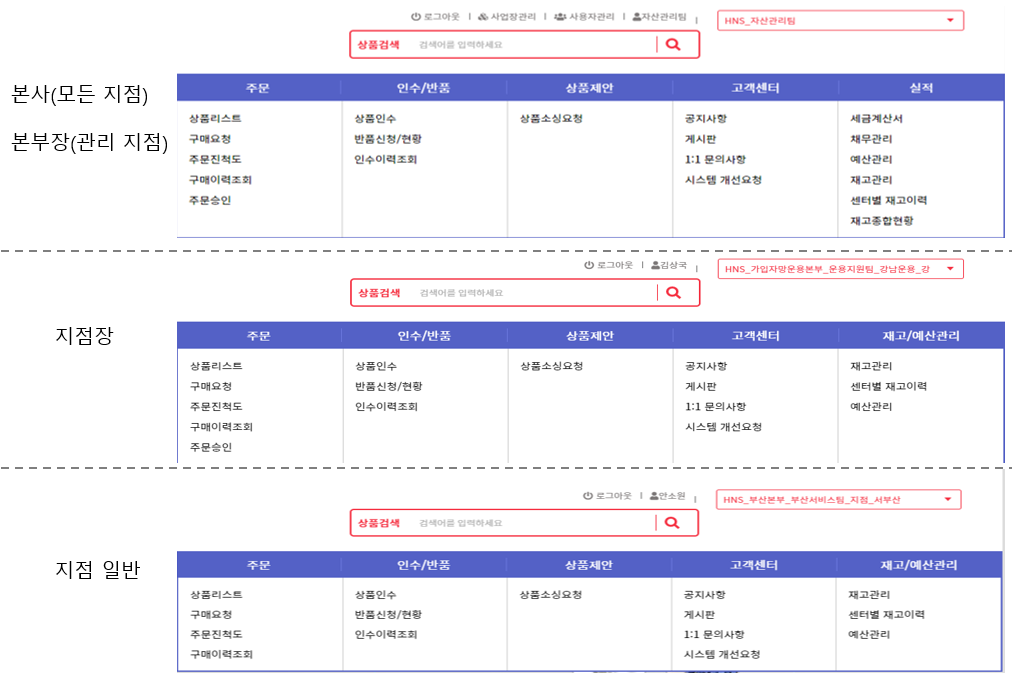 로그아웃 | 사업장관리 | 사용자관리 | 자산관리팀 | HNS_자산관리팀
상품검색 검색어를 입력하세요
본사(모든 지점)
본부장(관리 지점)
주문 인수/반품 상품제안 고객센터 실적
상품리스트 상품인수 상품소싱요청 공지사항 세금계산서
구매요청 반품신청/현황 게시판 채무관리
주문진척도 인수이력조회 1:1 문의사항 예산관리
구매이력조회 시스템 개선요청 재고관리
주문승인 센터별 재고이력
재고종합현황
로그아웃 | 김상국 | HNS_가입자망운용본부_운용지원팀_강남운용_강
상품검색 검색어를 입력하세요
지점장
주문 인수/반품 상품제안 고객센터 재고/예산관리
상품리스트 상품인수 상품소싱요청 공지사항 재고관리
구매요청 반품신청/현황 게시판 센터별 재고이력
주문진척도 인수이력조회 1:1 문의사항 예산관리
구매이력조회 시스템 개선요청
주문승인
로그아웃 | 안소원 | HNS_부산본부_부산서비스팀_지점_서부산
상품검색 검색어를 입력하세요
지점 일반
주문 인수/반품 상품제안 고객센터 재고/예산관리
상품리스트 상품인수 상품소싱요청 공지사항 재고관리
구매요청 반품신청/현황 게시판 센터별 재고이력
주문진척도 인수이력조회 1:1 문의사항 예산관리
구매이력조회 시스템 개선요청